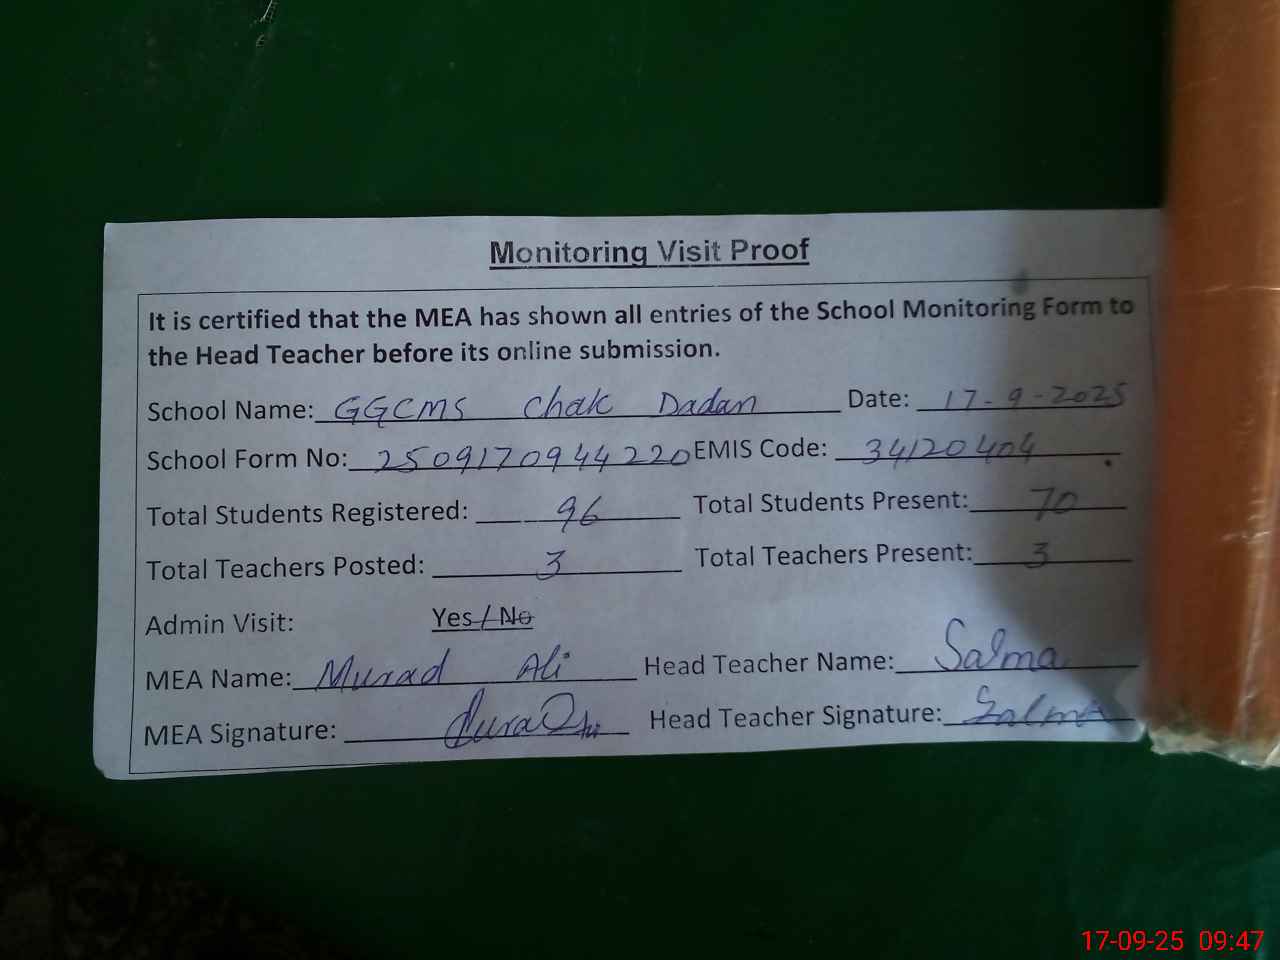 Monitoring Visit Proof
It is certified that the MEA has shown all entries of the School Monitoring Form to
the Head Teacher before its online submission.
School Name: GGCMS Chak Dadan Date: 17-9-2025
School Form No: 250917094422​0 EMIS Code: 34120404
Total Students Registered: 96 Total Students Present: 70
Total Teachers Posted: 3 Total Teachers Present: 3
Admin Visit: Yes / No
MEA Name: Murad Ali Head Teacher Name: Salma
MEA Signature: Head Teacher Signature: Salma
17-09-25 09:47